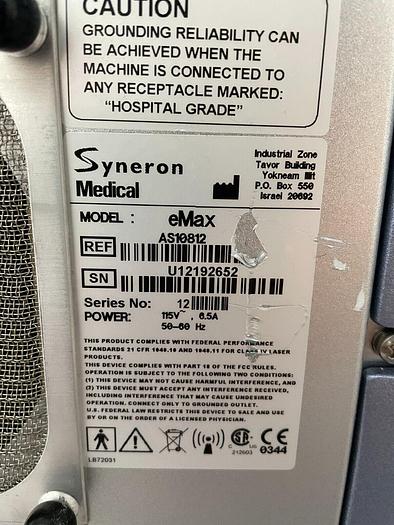 CAUTION
GROUNDING RELIABILITY CAN
BE ACHIEVED WHEN THE
MACHINE IS CONNECTED TO
ANY RECEPTACLE MARKED:
"HOSPITAL GRADE"
Syneron
Medical
Industrial Zone
Tavor Building
Yokneam Illit
P.O. Box 550
Israel 20692
MODEL : eMax
REF AS10812
SN U12192652
Series No: 12
POWER: 115V~, 6.5A
50-60 Hz
THIS PRODUCT COMPLIES WITH FEDERAL PERFORMANCE
STANDARDS 21 CFR 1040.10 AND 1040.11 FOR CLASS IV LASER
PRODUCTS.
THIS DEVICE COMPLIES WITH PART 18 OF THE FCC RULES.
OPERATION IS SUBJECT TO THE FOLLOWING TWO CONDITIONS:
(1) THIS DEVICE MAY NOT CAUSE HARMFUL INTERFERENCE, AND
(2) THIS DEVICE MUST ACCEPT ANY INTERFERENCE RECEIVED,
INCLUDING INTERFERENCE THAT MAY CAUSE UNDESIRED
OPERATION. CONNECT ONLY TO GROUNDED OUTLET.
U.S. FEDERAL LAW RESTRICTS THIS DEVICE TO SALE AND USE
BY OR ON THE ORDER OF A LICENSED PHYSICIAN.
C US
212603
CE
0344
LB72031